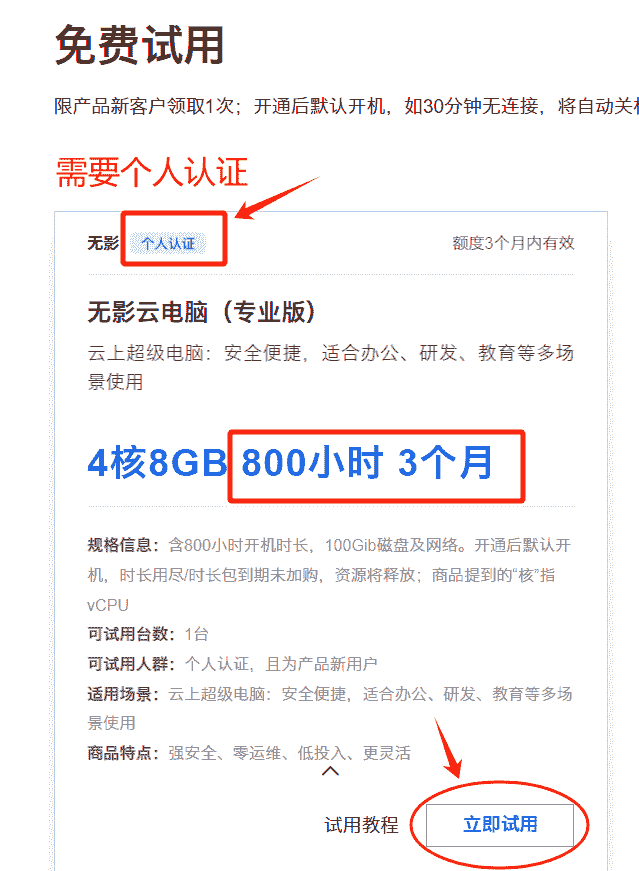 免费试用
限产品新客户领取1次；开通后默认开机，如30分钟无连接，将自动关
需要个人认证
无影 个人认证 额度3个月内有效
无影云电脑（专业版）
云上超级电脑：安全便捷，适合办公、研发、教育等多场
景使用
4核8GB 800小时 3个月
规格信息：含800小时开机时长，100Gib磁盘及网络。开通后默认开
机，时长用尽/时长包到期未加购，资源将释放；商品提到的“核”指
vCPU
可试用台数：1台
可试用人群：个人认证，且为产品新用户
适用场景：云上超级电脑：安全便捷，适合办公、研发、教育等多场
景使用
商品特点：强安全、零运维、低投入、更灵活
试用教程 立即试用